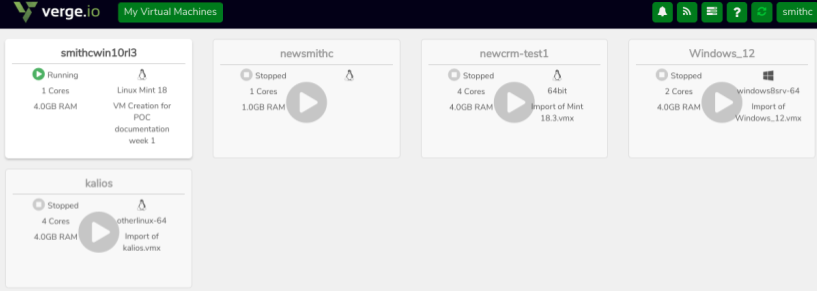 verge.io
My Virtual Machines
?
smithc
smithcwin10rl3
Running
1 Cores
4.0GB RAM
Linux Mint 18
VM Creation for
POC
documentation
week 1
newsmithc
Stopped
1 Cores
1.0GB RAM
newcrm-test1
Stopped
4 Cores
4.0GB RAM
64bit
Import of Mint
18.3.vmx
Windows_12
Stopped
2 Cores
4.0GB RAM
windows8srv-64
Import of
Windows_12.vmx
kalios
Stopped
4 Cores
4.0GB RAM
otherlinux-64
Import of
kalios.vmx